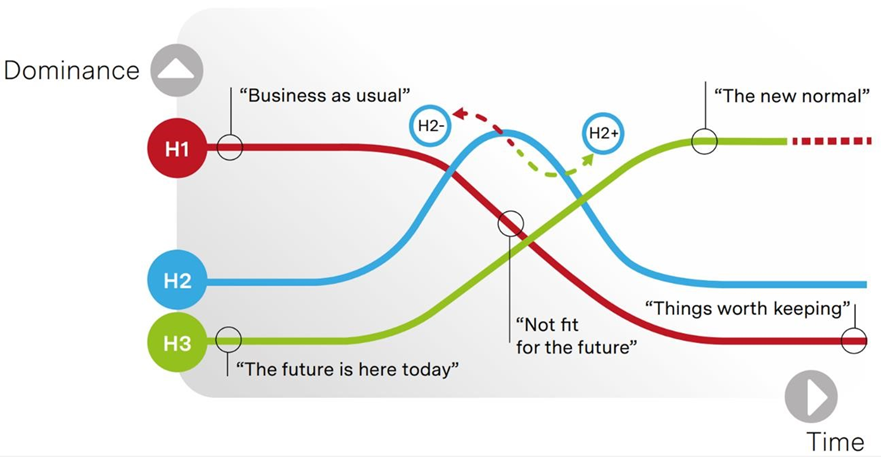 Dominance
“Business as usual”
“The new normal”
H2-
H2+
H1
H2
“Things worth keeping”
“Not fit
for the future”
H3
“The future is here today”
Time